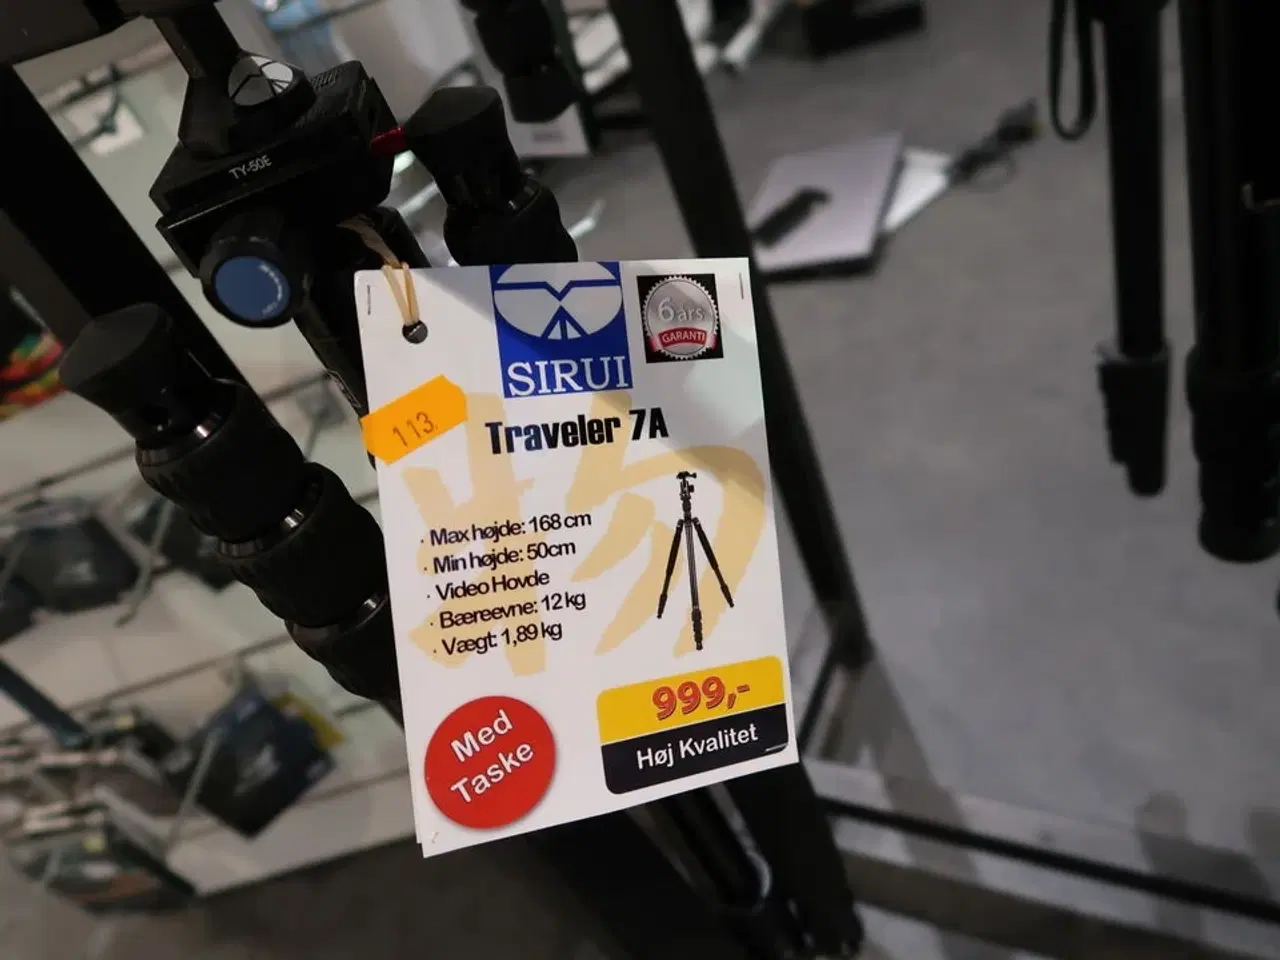 TY-50E
SIRUI
6 års
GARANTI
113
Traveler 7A
· Max højde: 168 cm
· Min højde: 50cm
· Video Hovde
· Bæreevne: 12 kg
· Vægt: 1,89 kg
Med
Taske
999,-
Høj Kvalitet